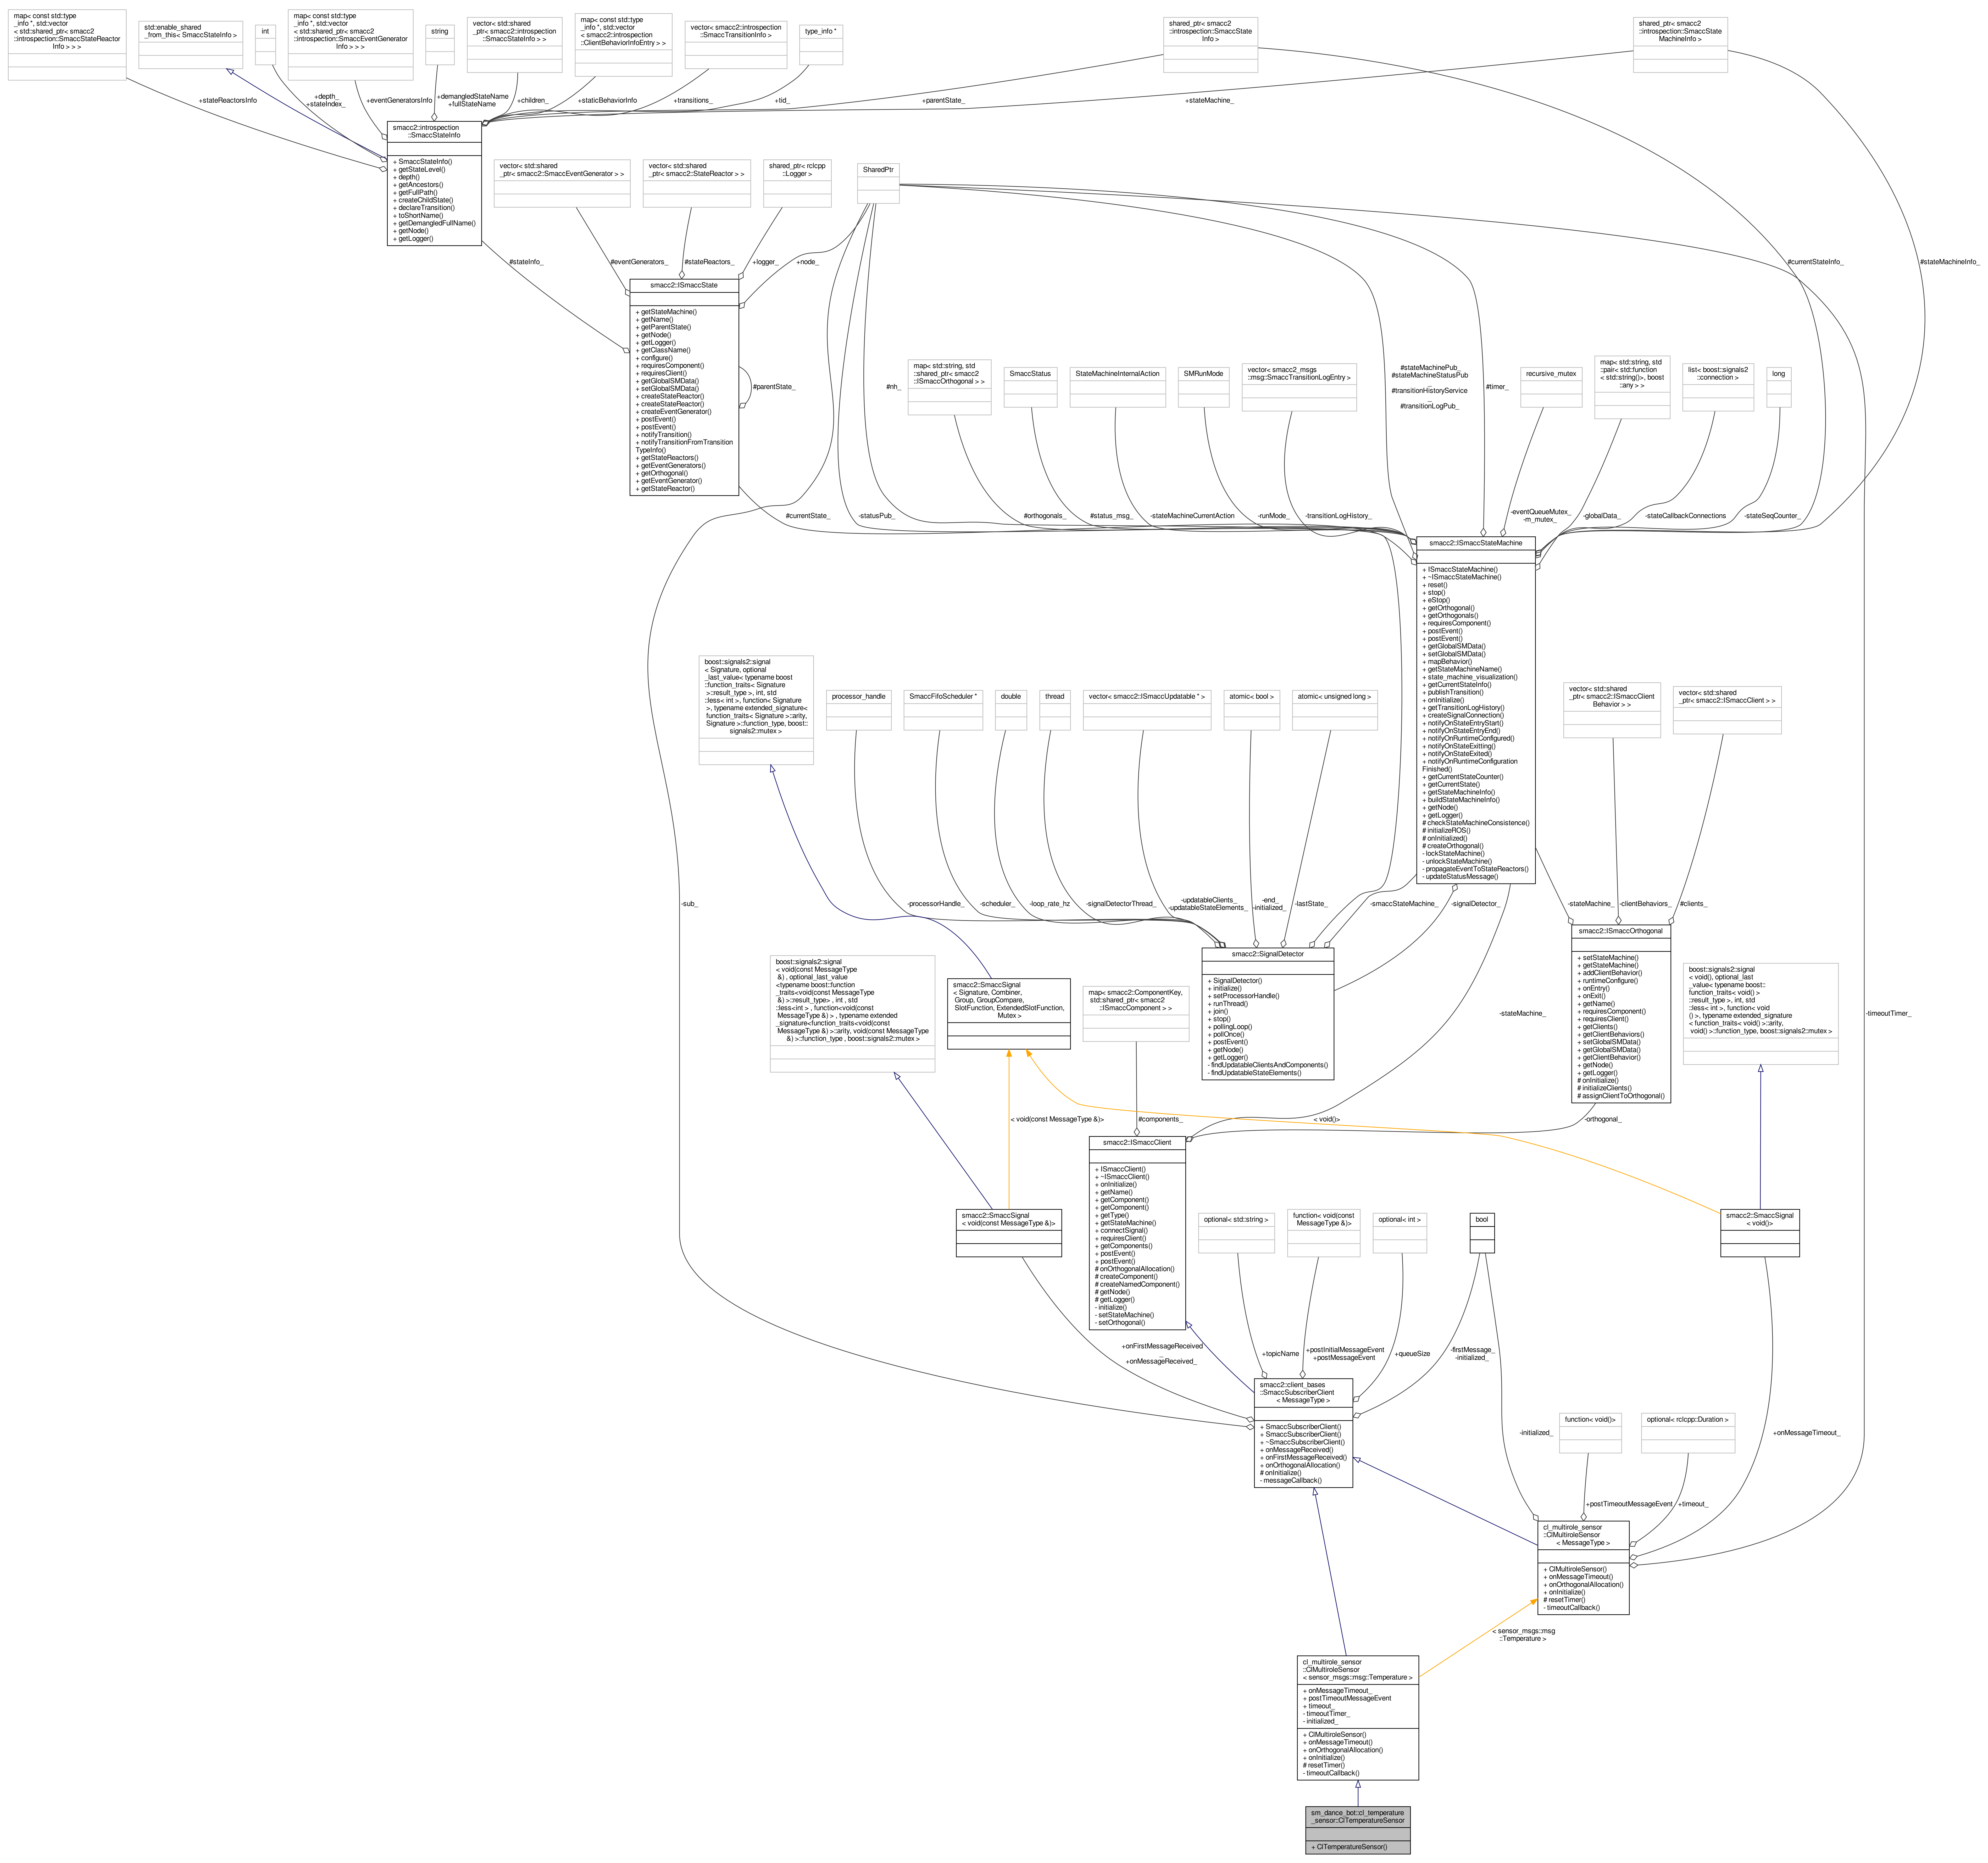 map< const std::type
_info *, std::vector
< std::shared_ptr< smacc2
::introspection::SmaccStateReactor
Info > > >
std::enable_shared
_from_this< SmaccStateInfo >
int
map< const std::type
_info *, std::vector
< std::shared_ptr< smacc2
::introspection::SmaccEventGenerator
Info > > >
string
vector< std::shared
_ptr< smacc2::introspection
::SmaccStateInfo > >
map< const std::type
_info *, std::vector
< smacc2::introspection
::ClientBehaviorInfoEntry > >
vector< smacc2::introspection
::SmaccTransitionInfo >
type_info *
shared_ptr< smacc2
::introspection::SmaccState
Info >
shared_ptr< smacc2
::introspection::SmaccState
MachineInfo >
+stateReactorsInfo
+depth_
+stateIndex_
+eventGeneratorsInfo
+demangledStateName
+fullStateName
+children_
+staticBehaviorInfo
+transitions_
+tid_
+parentState_
+stateMachine_
smacc2::introspection
::SmaccStateInfo
+ SmaccStateInfo()
+ getStateLevel()
+ depth()
+ getAncestors()
+ getFullPath()
+ createChildState()
+ declareTransition()
+ toShortName()
+ getDemangledFullName()
+ getNode()
+ getLogger()
vector< std::shared
_ptr< smacc2::SmaccEventGenerator > >
vector< std::shared
_ptr< smacc2::StateReactor > >
shared_ptr< rclcpp
::Logger >
SharedPtr
#stateInfo_
#eventGenerators_
#stateReactors_
+logger_
+node_
#currentStateInfo_
#stateMachineInfo_
smacc2::ISmaccState
+ getStateMachine()
+ getName()
+ getParentState()
+ getNode()
+ getLogger()
+ getClassName()
+ configure()
+ requiresComponent()
+ requiresClient()
+ getGlobalSMData()
+ setGlobalSMData()
+ createStateReactor()
+ createStateReactor()
+ createEventGenerator()
+ postEvent()
+ postEvent()
+ notifyTransition()
+ notifyTransitionFromTransition
TypeInfo()
+ getStateReactors()
+ getEventGenerators()
+ getOrthogonal()
+ getEventGenerator()
+ getStateReactor()
#parentState_
#nh_
map< std::string, std
::shared_ptr< smacc2
::ISmaccOrthogonal > >
SmaccStatus
StateMachineInternalAction
SMRunMode
vector< smacc2_msgs
::msg::SmaccTransitionLogEntry >
#stateMachinePub_
#stateMachineStatusPub
_
#transitionHistoryService
_
#transitionLogPub_
#timer_
recursive_mutex
map< std::string, std
::pair< std::function
< std::string()>, boost
::any > >
list< boost::signals2
::connection >
long
#currentState_
-statusPub_
#orthogonals_
#status_msg_
-stateMachineCurrentAction
-runMode_
-transitionLogHistory_
-eventQueueMutex_
-m_mutex_
-globalData_
-stateCallbackConnections
-stateSeqCounter_
smacc2::ISmaccStateMachine
+ ISmaccStateMachine()
+ ~ISmaccStateMachine()
+ reset()
+ stop()
+ eStop()
+ getOrthogonal()
+ getOrthogonals()
+ requiresComponent()
+ postEvent()
+ postEvent()
+ getGlobalSMData()
+ setGlobalSMData()
+ mapBehavior()
+ getStateMachineName()
+ state_machine_visualization()
+ getCurrentStateInfo()
+ publishTransition()
+ onInitialize()
+ getTransitionLogHistory()
+ createSignalConnection()
+ notifyOnStateEntryStart()
+ notifyOnStateEntryEnd()
+ notifyOnRuntimeConfigured()
+ notifyOnStateExitting()
+ notifyOnStateExited()
+ notifyOnRuntimeConfiguration
Finished()
+ getCurrentStateCounter()
+ getCurrentState()
+ getStateMachineInfo()
+ buildStateMachineInfo()
+ getNode()
+ getLogger()
# checkStateMachineConsistence()
# initializeROS()
# onInitialized()
# createOrthogonal()
- lockStateMachine()
- unlockStateMachine()
- propagateEventToStateReactors()
- updateStatusMessage()
boost::signals2::signal
< Signature, optional
_last_value< typename boost
::function_traits< Signature
>::result_type >, int, std
::less< int >, function< Signature
>, typename extended_signature<
function_traits< Signature >::arity,
Signature >::function_type, boost::
signals2::mutex >
processor_handle
SmaccFifoScheduler *
double
thread
vector< smacc2::ISmaccUpdatable * >
atomic< bool >
atomic< unsigned long >
vector< std::shared
_ptr< smacc2::ISmaccClient
Behavior > >
vector< std::shared
_ptr< smacc2::ISmaccClient > >
-sub_
-processorHandle_
-scheduler_
-loop_rate_hz
-signalDetectorThread_
-updatableClients_
-updatableStateElements_
-end_
-initialized_
-lastState_
-smaccStateMachine_
-signalDetector_
-stateMachine_
-clientBehaviors_
#clients_
smacc2::SignalDetector
+ SignalDetector()
+ initialize()
+ setProcessorHandle()
+ runThread()
+ join()
+ stop()
+ pollingLoop()
+ pollOnce()
+ postEvent()
+ getNode()
+ getLogger()
- findUpdatableClientsAndComponents()
- findUpdatableStateElements()
smacc2::ISmaccOrthogonal
+ setStateMachine()
+ getStateMachine()
+ addClientBehavior()
+ runtimeConfigure()
+ onEntry()
+ onExit()
+ getName()
+ requiresComponent()
+ requiresClient()
+ getClients()
+ getClientBehaviors()
+ setGlobalSMData()
+ getGlobalSMData()
+ getClientBehavior()
+ getNode()
+ getLogger()
# onInitialize()
# initializeClients()
# assignClientToOrthogonal()
boost::signals2::signal
< void(const MessageType
&) , optional_last_value
<typename boost::function
_traits<void(const MessageType
&) >::result_type> , int , std
::less<int > , function<void(const
MessageType &) > , typename extended
_signature<function_traits<void(const
MessageType &) >::arity, void(const MessageType
&) >::function_type , boost::signals2::mutex >
smacc2::SmaccSignal
< Signature, Combiner,
Group, GroupCompare,
SlotFunction, ExtendedSlotFunction,
Mutex >
map< smacc2::ComponentKey,
std::shared_ptr< smacc2
::ISmaccComponent > >
boost::signals2::signal
< void(), optional_last
_value< typename boost::
function_traits< void() >
::result_type >, int, std
::less< int >, function< void
() >, typename extended_signature
< function_traits< void() >::arity,
void() >::function_type, boost::signals2::mutex >
-stateMachine_
-timeoutTimer_
< void(const MessageType &)>
#components_
< void()>
-orthogonal_
smacc2::ISmaccClient
+ ISmaccClient()
+ ~ISmaccClient()
+ onInitialize()
+ getName()
+ getComponent()
+ getComponent()
+ getType()
+ getStateMachine()
+ connectSignal()
+ requiresClient()
+ getComponents()
+ postEvent()
+ postEvent()
# onOrthogonalAllocation()
# createComponent()
# createNamedComponent()
# getNode()
# getLogger()
- initialize()
- setStateMachine()
- setOrthogonal()
smacc2::SmaccSignal
< void(const MessageType &)>
optional< std::string >
function< void(const
MessageType &)>
optional< int >
bool
smacc2::SmaccSignal
< void()>
+onFirstMessageReceived
_
+onMessageReceived_
+topicName
+postInitialMessageEvent
+postMessageEvent
+queueSize
-firstMessage_
-initialized_
smacc2::client_bases
::SmaccSubscriberClient
< MessageType >
+ SmaccSubscriberClient()
+ SmaccSubscriberClient()
+ ~SmaccSubscriberClient()
+ onMessageReceived()
+ onFirstMessageReceived()
+ onOrthogonalAllocation()
# onInitialize()
- messageCallback()
function< void()>
optional< rclcpp::Duration >
-initialized_
+onMessageTimeout_
+postTimeoutMessageEvent
+timeout_
cl_multirole_sensor
::ClMultiroleSensor
< MessageType >
+ ClMultiroleSensor()
+ onMessageTimeout()
+ onOrthogonalAllocation()
+ onInitialize()
# resetTimer()
- timeoutCallback()
< sensor_msgs::msg
::Temperature >
cl_multirole_sensor
::ClMultiroleSensor
< sensor_msgs::msg::Temperature >
+ onMessageTimeout_
+ postTimeoutMessageEvent
+ timeout_
- timeoutTimer_
- initialized_
+ ClMultiroleSensor()
+ onMessageTimeout()
+ onOrthogonalAllocation()
+ onInitialize()
# resetTimer()
- timeoutCallback()
sm_dance_bot::cl_temperature
_sensor::ClTemperatureSensor
+ ClTemperatureSensor()